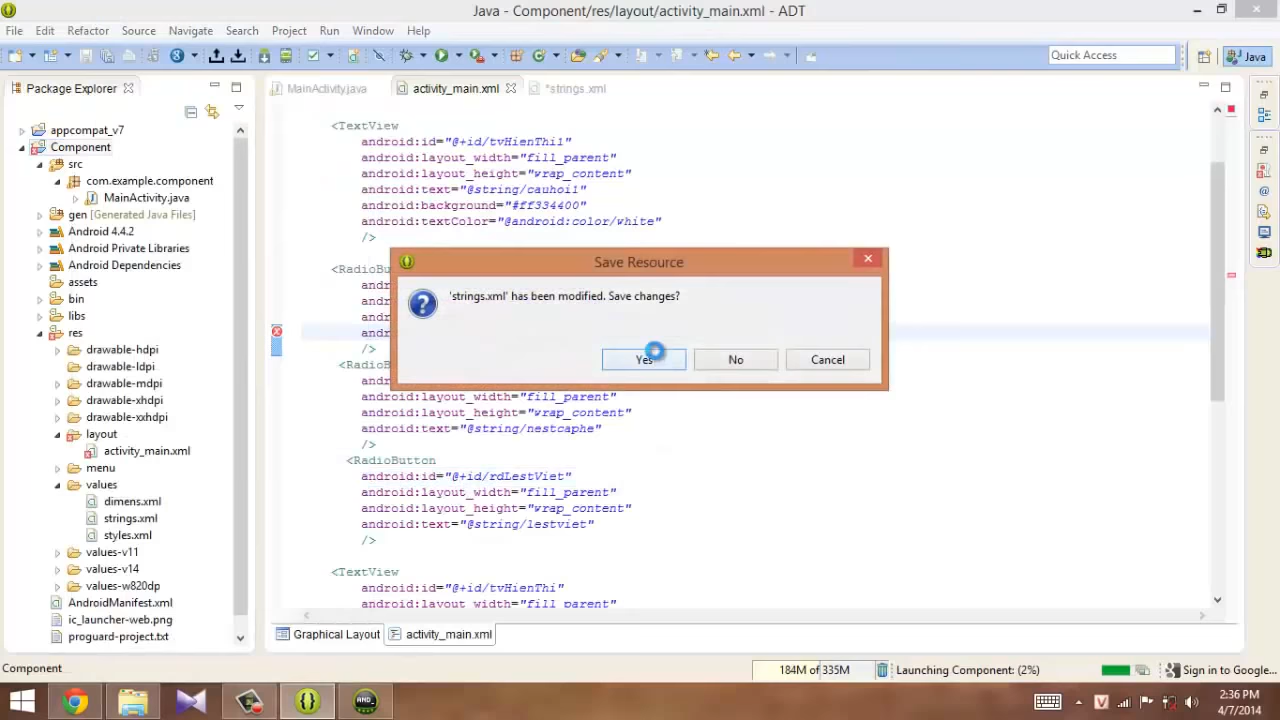 Java - Component/res/layout/activity_main.xml - ADT
File Edit Refactor Source Navigate Search Project Run Window Help
Quick Access
Java
Package Explorer
MainActivity.java
activity_main.xml
*strings.xml
appcompat_v7
Component
src
com.example.component
MainActivity.java
gen [Generated Java Files]
Android 4.4.2
Android Private Libraries
Android Dependencies
assets
bin
libs
res
drawable-hdpi
drawable-ldpi
drawable-mdpi
drawable-xhdpi
drawable-xxhdpi
layout
activity_main.xml
menu
values
dimens.xml
strings.xml
styles.xml
values-v11
values-v14
values-w820dp
AndroidManifest.xml
ic_launcher-web.png
proguard-project.txt
<TextView
android:id="@+id/tvHienThi1"
android:layout_width="fill_parent"
android:layout_height="wrap_content"
android:text="@string/cauhoi1"
android:background="#ff334400"
android:textColor="@android:color/white"
/>
<RadioBu
andr
andr
andr
andr
/>
<RadioB
andr
android:layout_width="fill_parent"
android:layout_height="wrap_content"
android:text="@string/nestcaphe"
/>
<RadioButton
android:id="@+id/rdLestViet"
android:layout_width="fill_parent"
android:layout_height="wrap_content"
android:text="@string/lestviet"
/>
<TextView
android:id="@+id/tvHienThi"
android:layout_width="fill_parent"
Save Resource
'strings.xml' has been modified. Save changes?
Yes No Cancel
Graphical Layout
activity_main.xml
Component
184M of 335M
Launching Component: (2%)
Sign in to Google...
2:36 PM
4/7/2014